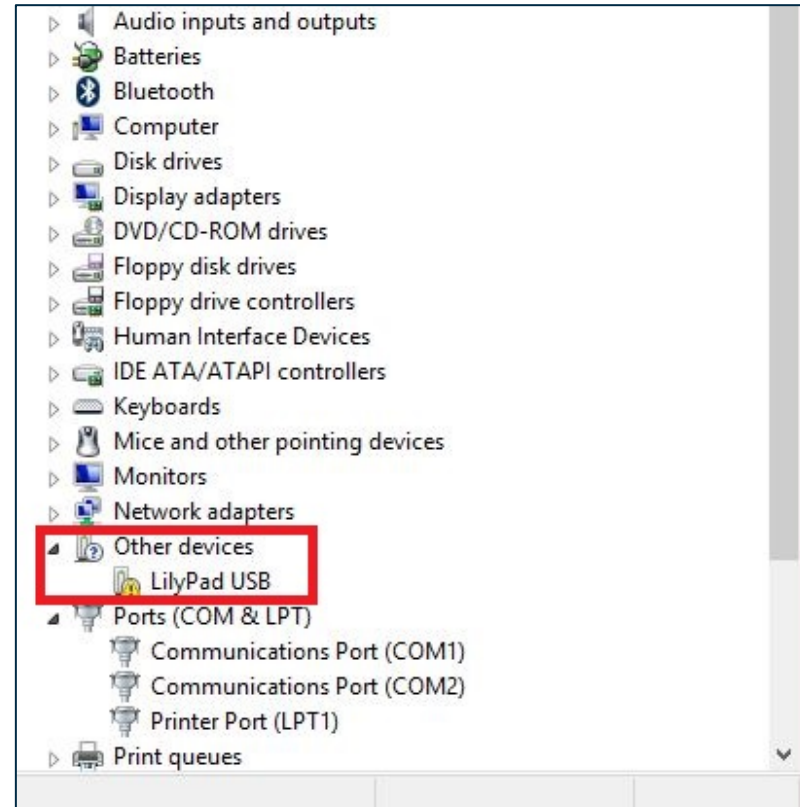 Audio inputs and outputs
Batteries
Bluetooth
Computer
Disk drives
Display adapters
DVD/CD-ROM drives
Floppy disk drives
Floppy drive controllers
Human Interface Devices
IDE ATA/ATAPI controllers
Keyboards
Mice and other pointing devices
Monitors
Network adapters
Other devices
LilyPad USB
Ports (COM & LPT)
Communications Port (COM1)
Communications Port (COM2)
Printer Port (LPT1)
Print queues